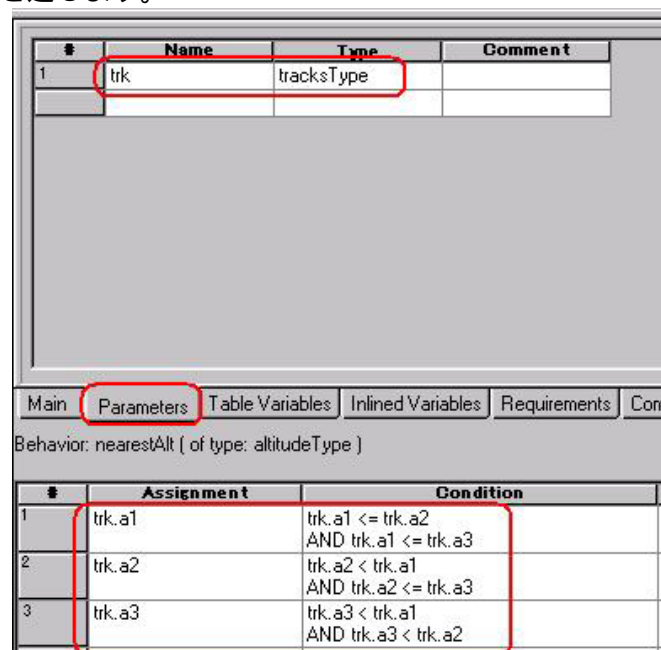 # Name Type Comment
1 trk tracksType
Main Parameters Table Variables Inlined Variables Requirements Con
Behavior: nearestAlt ( of type: altitudeType )
# Assignment Condition
1 trk.a1 trk.a1 <= trk.a2
AND trk.a1 <= trk.a3
2 trk.a2 trk.a2 < trk.a1
AND trk.a2 <= trk.a3
3 trk.a3 trk.a3 < trk.a1
AND trk.a3 < trk.a2